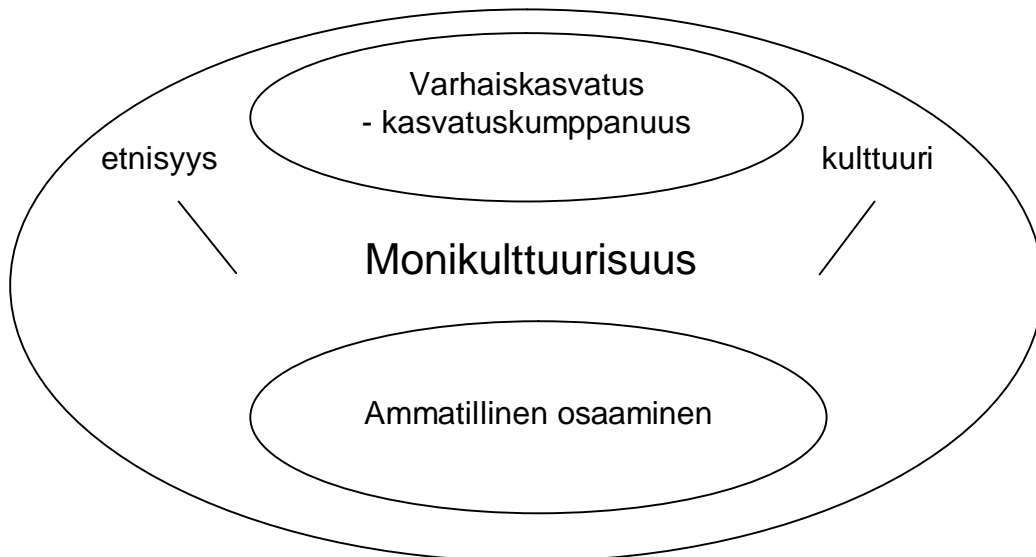 Varhaiskasvatus
- kasvatuskumppanuus
etnisyys
kulttuuri
Monikulttuurisuus
Ammatillinen osaaminen